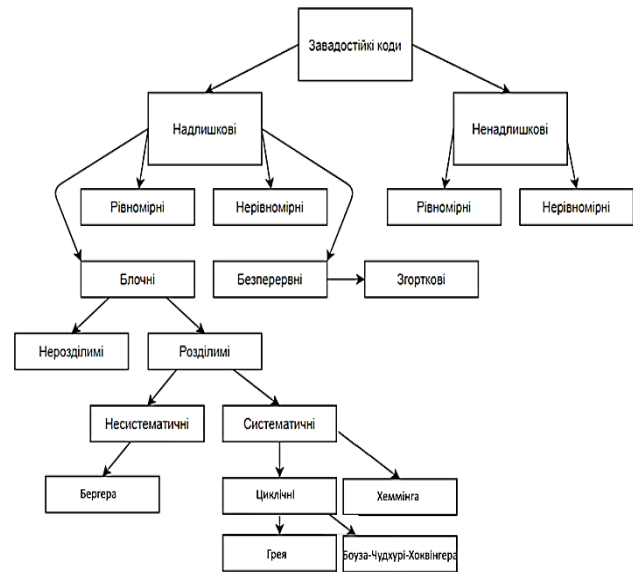 Завадостійкі коди
Надлишкові
Ненадлишкові
Рівномірні
Нерівномірні
Рівномірні
Нерівномірні
Блочні
Безперервні
Згорткові
Нерозділимі
Розділимі
Несистематичні
Систематичні
Бергера
Циклічні
Хеммінга
Грея
Боуза-Чудхурі-Хоквінгера